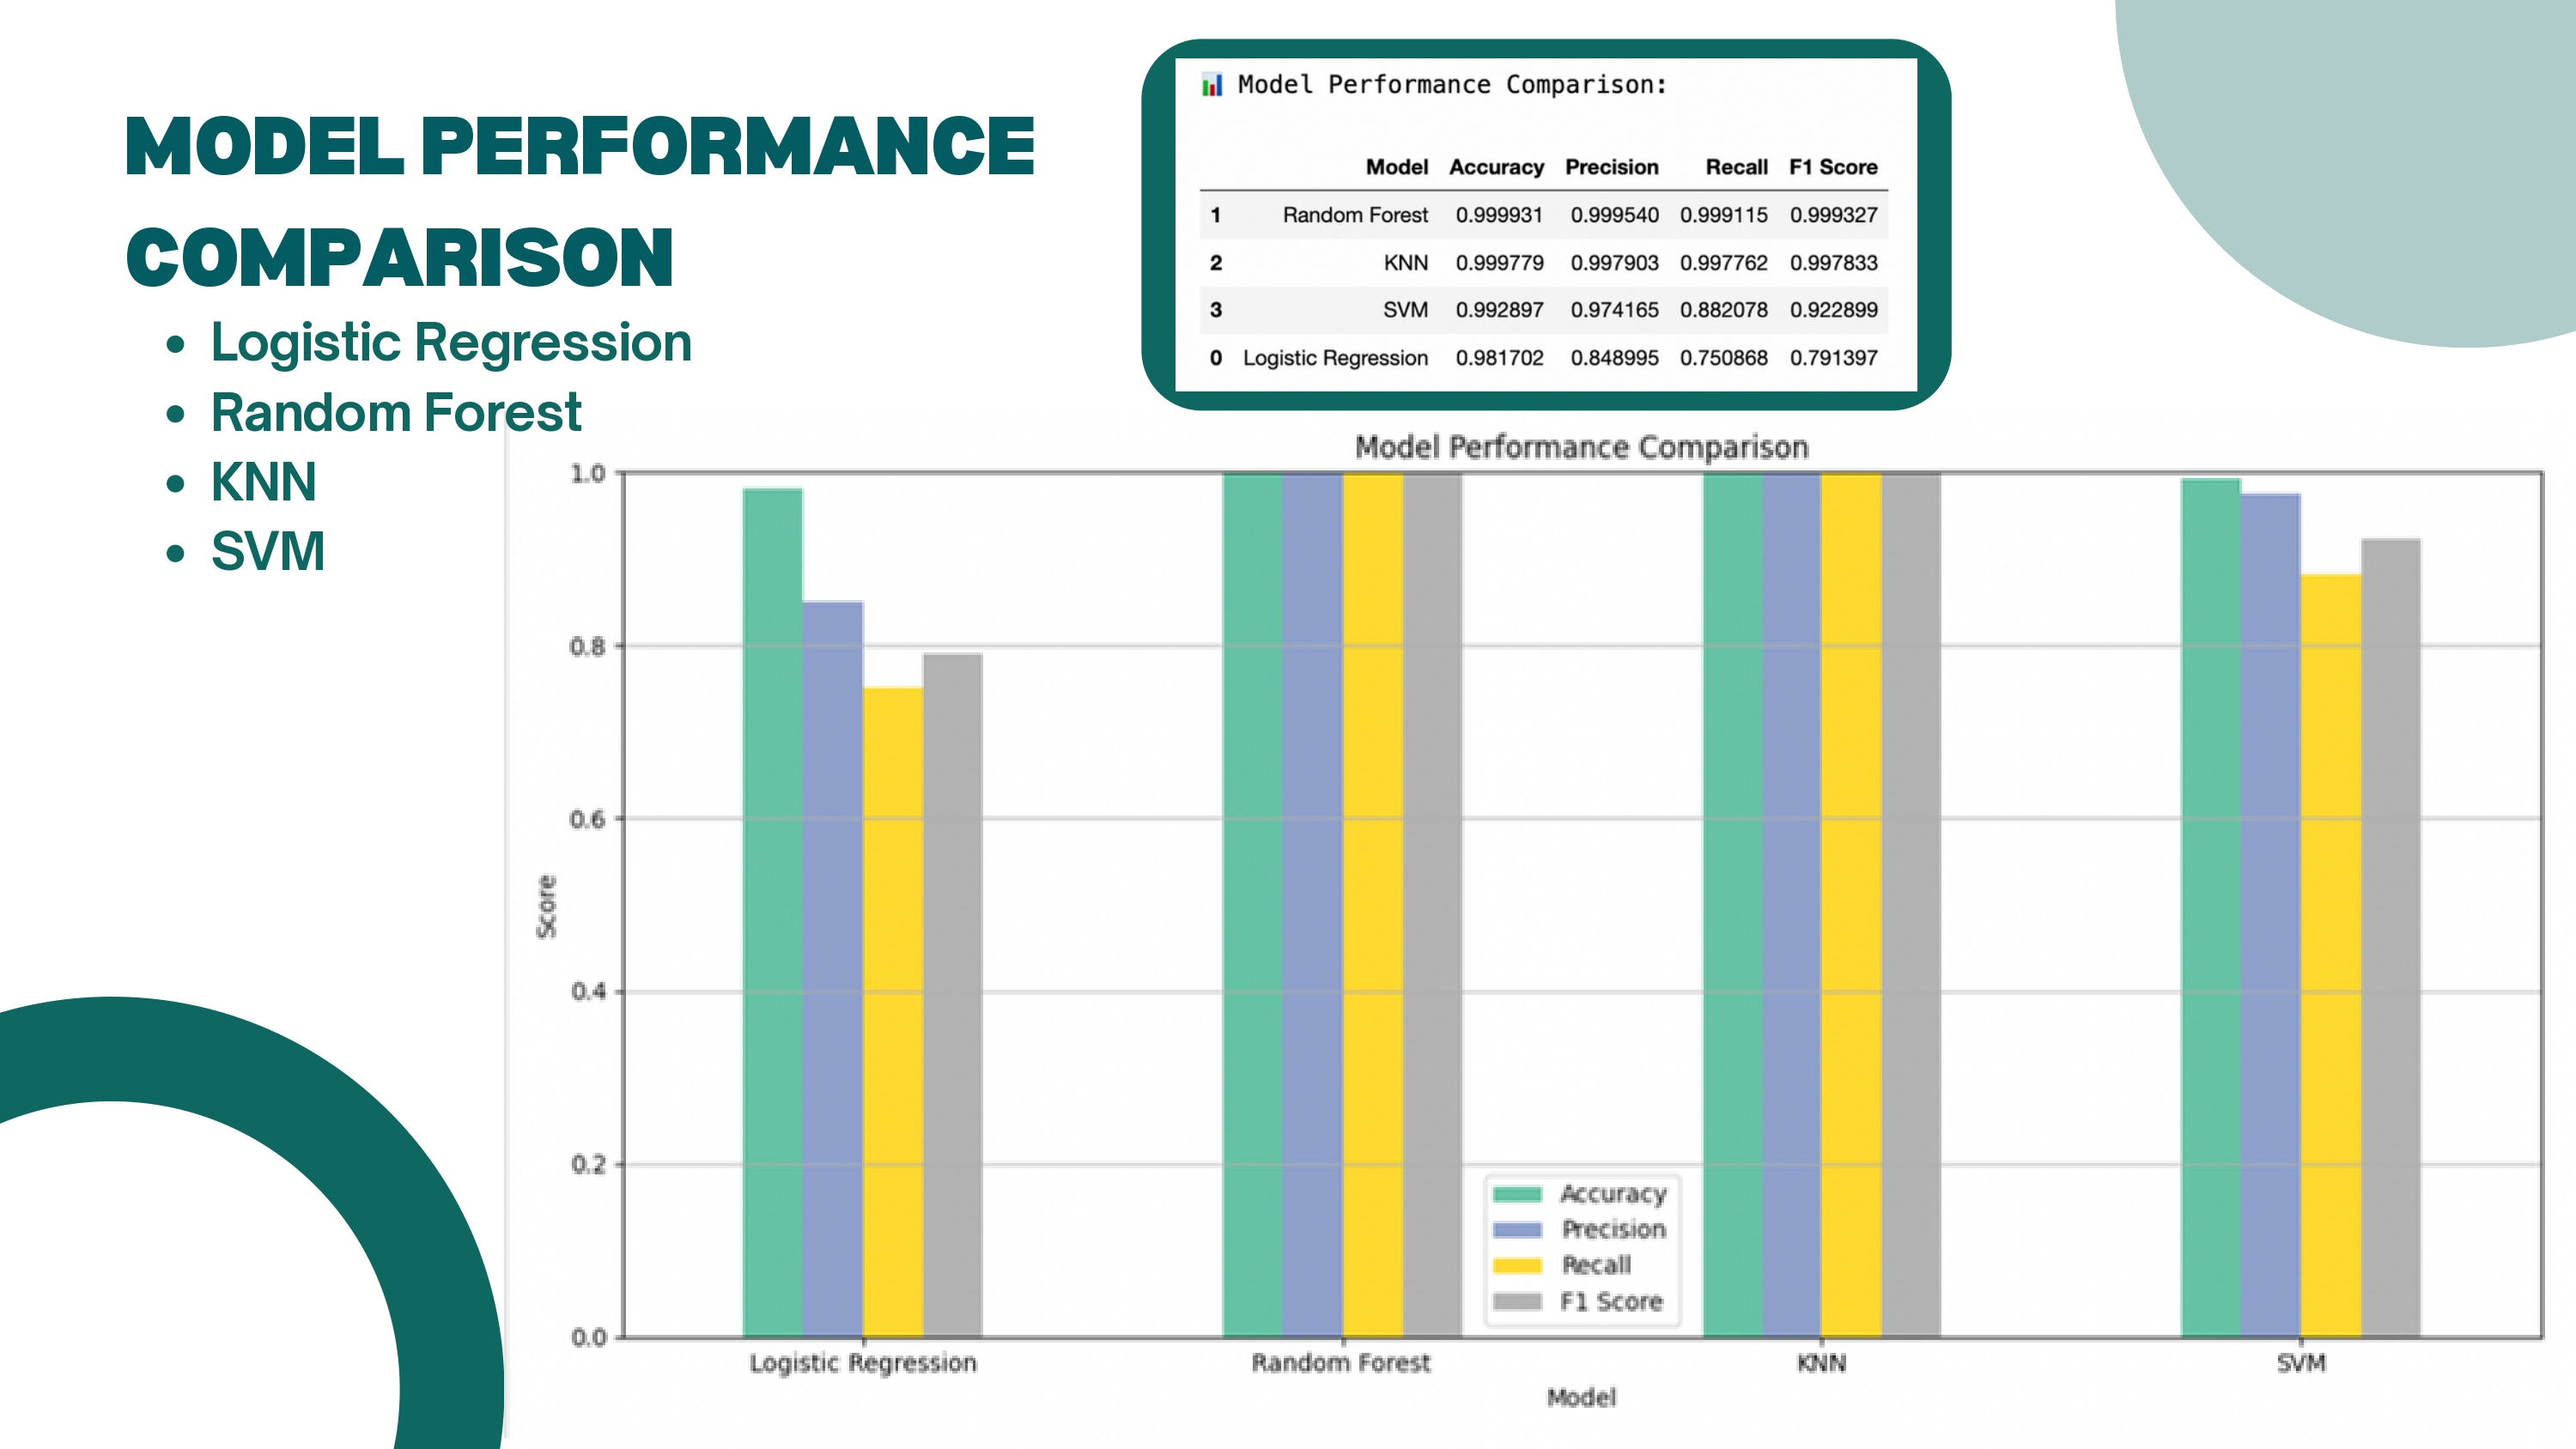 MODEL PERFORMANCE
COMPARISON
Logistic Regression
Random Forest
KNN
SVM
Model Performance Comparison:
Model Accuracy Precision Recall F1 Score
1 Random Forest 0.999931 0.999540 0.999115 0.999327
2 KNN 0.999779 0.997903 0.997762 0.997833
3 SVM 0.992897 0.974165 0.882078 0.922899
0 Logistic Regression 0.981702 0.848995 0.750868 0.791397
Model Performance Comparison
1.0
0.8
0.6
0.4
0.2
0.0
Score
Accuracy
Precision
Recall
F1 Score
Logistic Regression Random Forest KNN SVM
Model